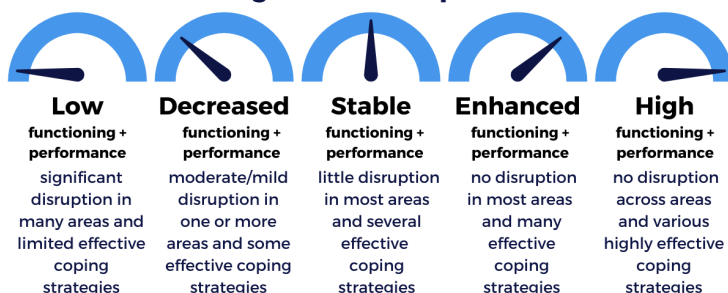 Low
functioning +
performance
significant
disruption in
many areas and
limited effective
coping
strategies
Decreased
functioning +
performance
moderate/mild
disruption in
one or more
areas and some
effective coping
strategies
Stable
functioning +
performance
little disruption
in most areas
and several
effective
coping
strategies
Enhanced
functioning +
performance
no disruption
in most areas
and many
effective
coping
strategies
High
functioning +
performance
no disruption
across areas
and various
highly effective
coping
strategies